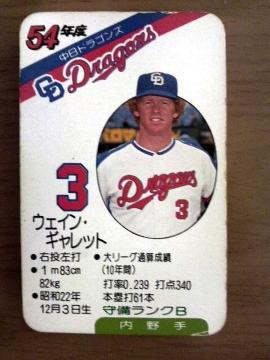 54年度
中日ドラゴンズ
CD Dragons
CD
Dragons
3
3
ウェイン・
ギャレット
●右投左打
●1m83cm
82kg
●昭和22年
12月3日生
●大リーグ通算成績
(10年間)
打率0.239 打点340
本塁打61本
守備ランクB
内野手